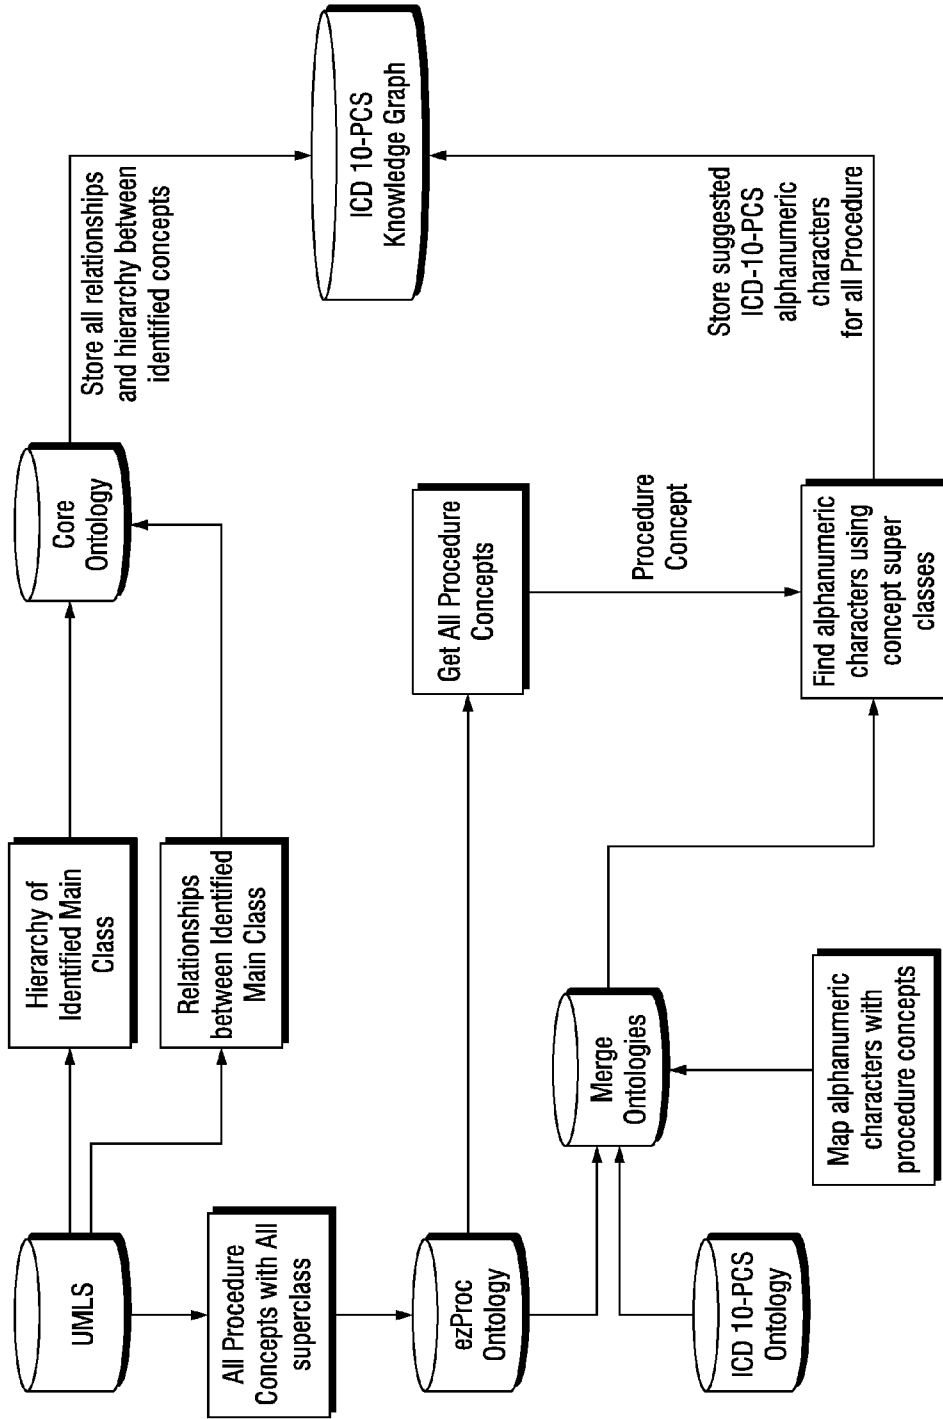 UMLS
Hierarchy of
Identified Main
Class
Core
Ontology
Store all relationships
and hierarchy between
identified concepts
Relationships
between Identified
Main Class
ICD 10-PCS
Knowledge Graph
All Procedure
Concepts with All
superclass
ezProc
Ontology
Get All Procedure
Concepts
Procedure
Concept
Merge
Ontologies
Store suggested
ICD-10-PCS
alphanumeric
characters
for all Procedure
ICD 10-PCS
Ontology
Map alphanumeric
characters with
procedure concepts
Find alphanumeric
characters using
concept super
classes